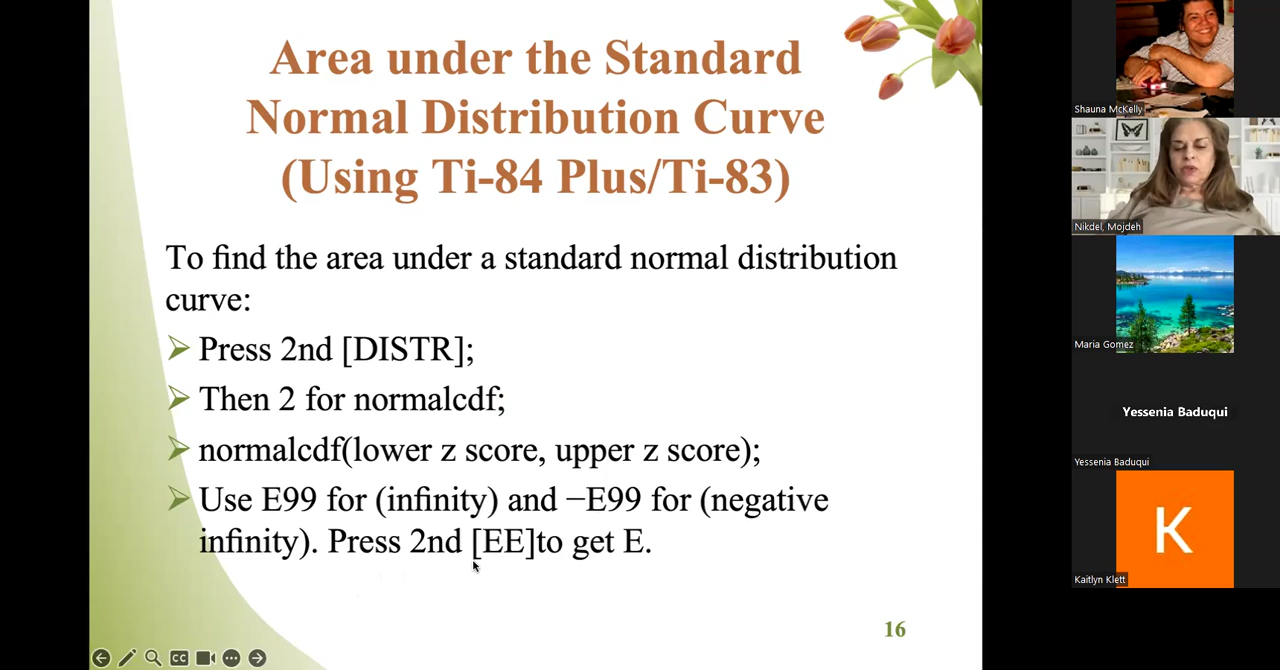 Area under the Standard
Normal Distribution Curve
(Using Ti-84 Plus/Ti-83)
To find the area under a standard normal distribution
curve:
Press 2nd [DISTR];
Then 2 for normalcdf;
normalcdf(lower z score, upper z score);
Use E99 for (infinity) and −E99 for (negative
infinity). Press 2nd [EE]to get E.
16
CC
Shauna McKelly
Nikdel, Mojdeh
Maria Gomez
Yessenia Baduqui
Yessenia Baduqui
K
Kaitlyn Klett